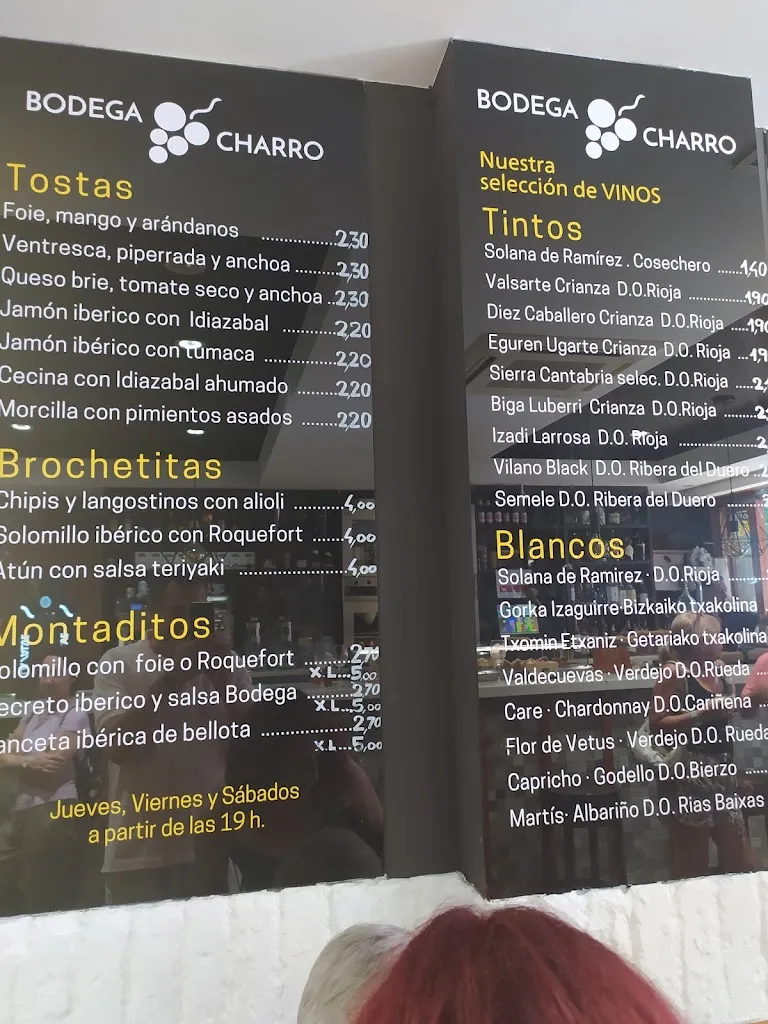 BODEGA CHARRO
Tostas
Foie, mango y arándanos ..............2,30
Ventresca, piperrada y anchoa ........2,30
Queso brie, tomate seco y anchoa ..2,30
Jamón iberico con Idiazabal ............2,20
Jamón ibérico con tumaca ................2,20
Cecina con Idiazabal ahumado ........2,20
Morcilla con pimientos asados .......2,20
Brochetitas
Chipis y langostinos con alioli ..........4,00
Solomillo ibérico con Roquefort .......4,00
Atún con salsa teriyaki ....................4,00
Montaditos
olomillo con foie o Roquefort ........2,70
X.L...5,00
ecreto iberico y salsa Bodega .........2,70
X.L...5,00
anceta ibérica de bellota ..................2,70
X.L...5,00
Jueves, Viernes y Sábados
a partir de las 19 h.
BODEGA CHARRO
Nuestra
selección de VINOS
Tintos
Solana de Ramírez . Cosechero ......1,40
Valsarte Crianza D.O.Rioja ................1,90
Diez Caballero Crianza D.O.Rioja ....1,90
Eguren Ugarte Crianza D.O. Rioja ...1,9
Sierra Cantabria selec. D.O.Rioja .....2,
Biga Luberri Crianza D.O.Rioja ........2,
Izadi Larrosa D.O. Rioja ..................2
Vilano Black D.O. Ribera del Duero ..
Semele D.O. Ribera del Duero ........
Blancos
Solana de Ramirez · D.O.Rioja ........
Gorka Izaguirre·Bizkaiko txakolina
Txomin Etxaniz · Getariako txakolina
Valdecuevas · Verdejo D.O.Rueda ....
Care · Chardonnay D.O.Cariñena ...
Flor de Vetus · Verdejo D.O. Rueda
Capricho · Godello D.O.Bierzo .....
Martís· Albariño D.O. Rias Baixas